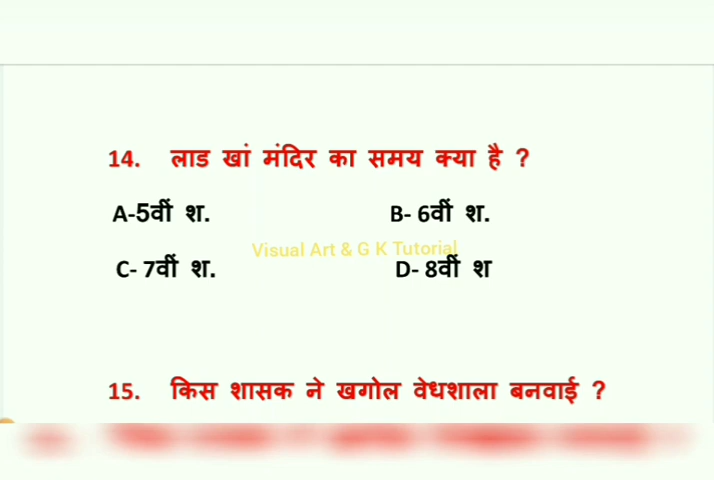 14. लाड खां मंदिर का समय क्या है ?
A-5वीं श. B- 6वीं श.
Visual Art & G K Tutorial
C- 7वीं श. D- 8वीं श
15. किस शासक ने खगोल वेधशाला बनवाई ?